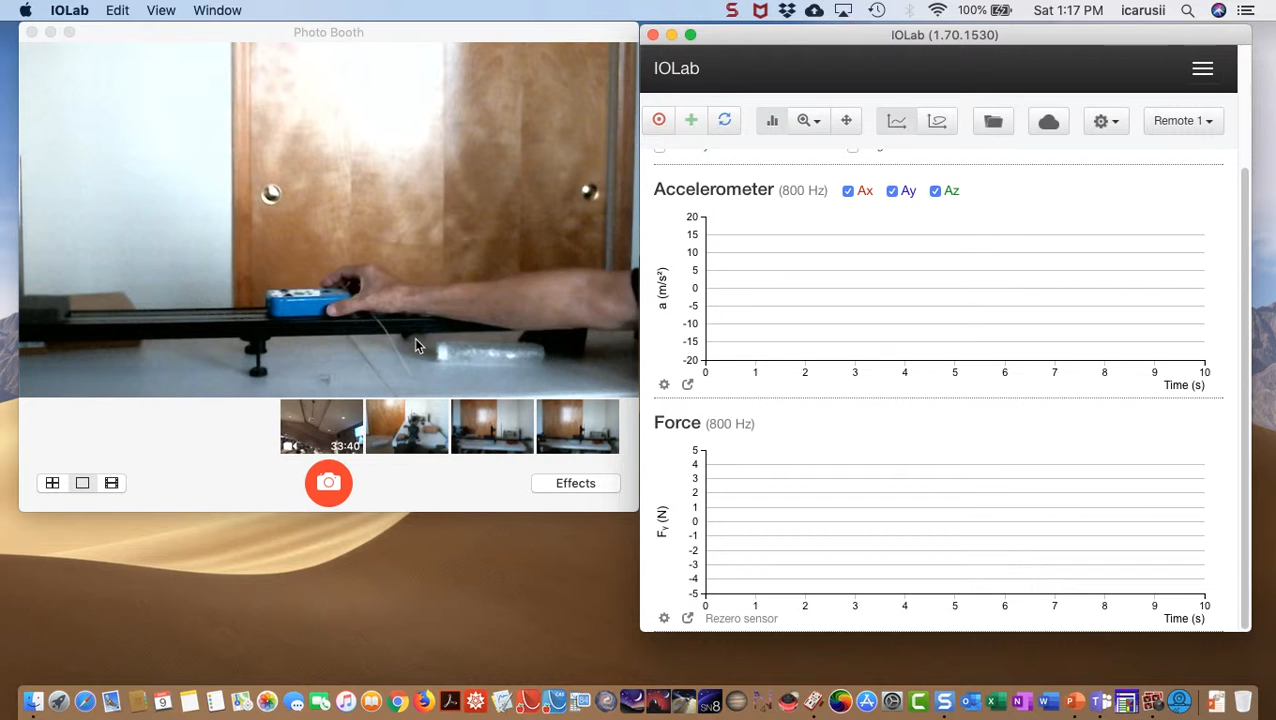 IOLab Edit View Window 100% Sat 1:17 PM icarusii
Photo Booth
33:40
Effects
IOLab (1.70.1530)
IOLab
Remote 1
Accelerometer (800 Hz) Ax Ay Az
20
15
10
5
0
-5
-10
-15
-20
a (m/s²)
0 1 2 3 4 5 6 7 8 9 10
Time (s)
Force (800 Hz)
5
4
3
2
1
0
-1
-2
-3
-4
-5
Fy (N)
0 1 2 3 4 5 6 7 8 9 10
Rezero sensor Time (s)
SN8